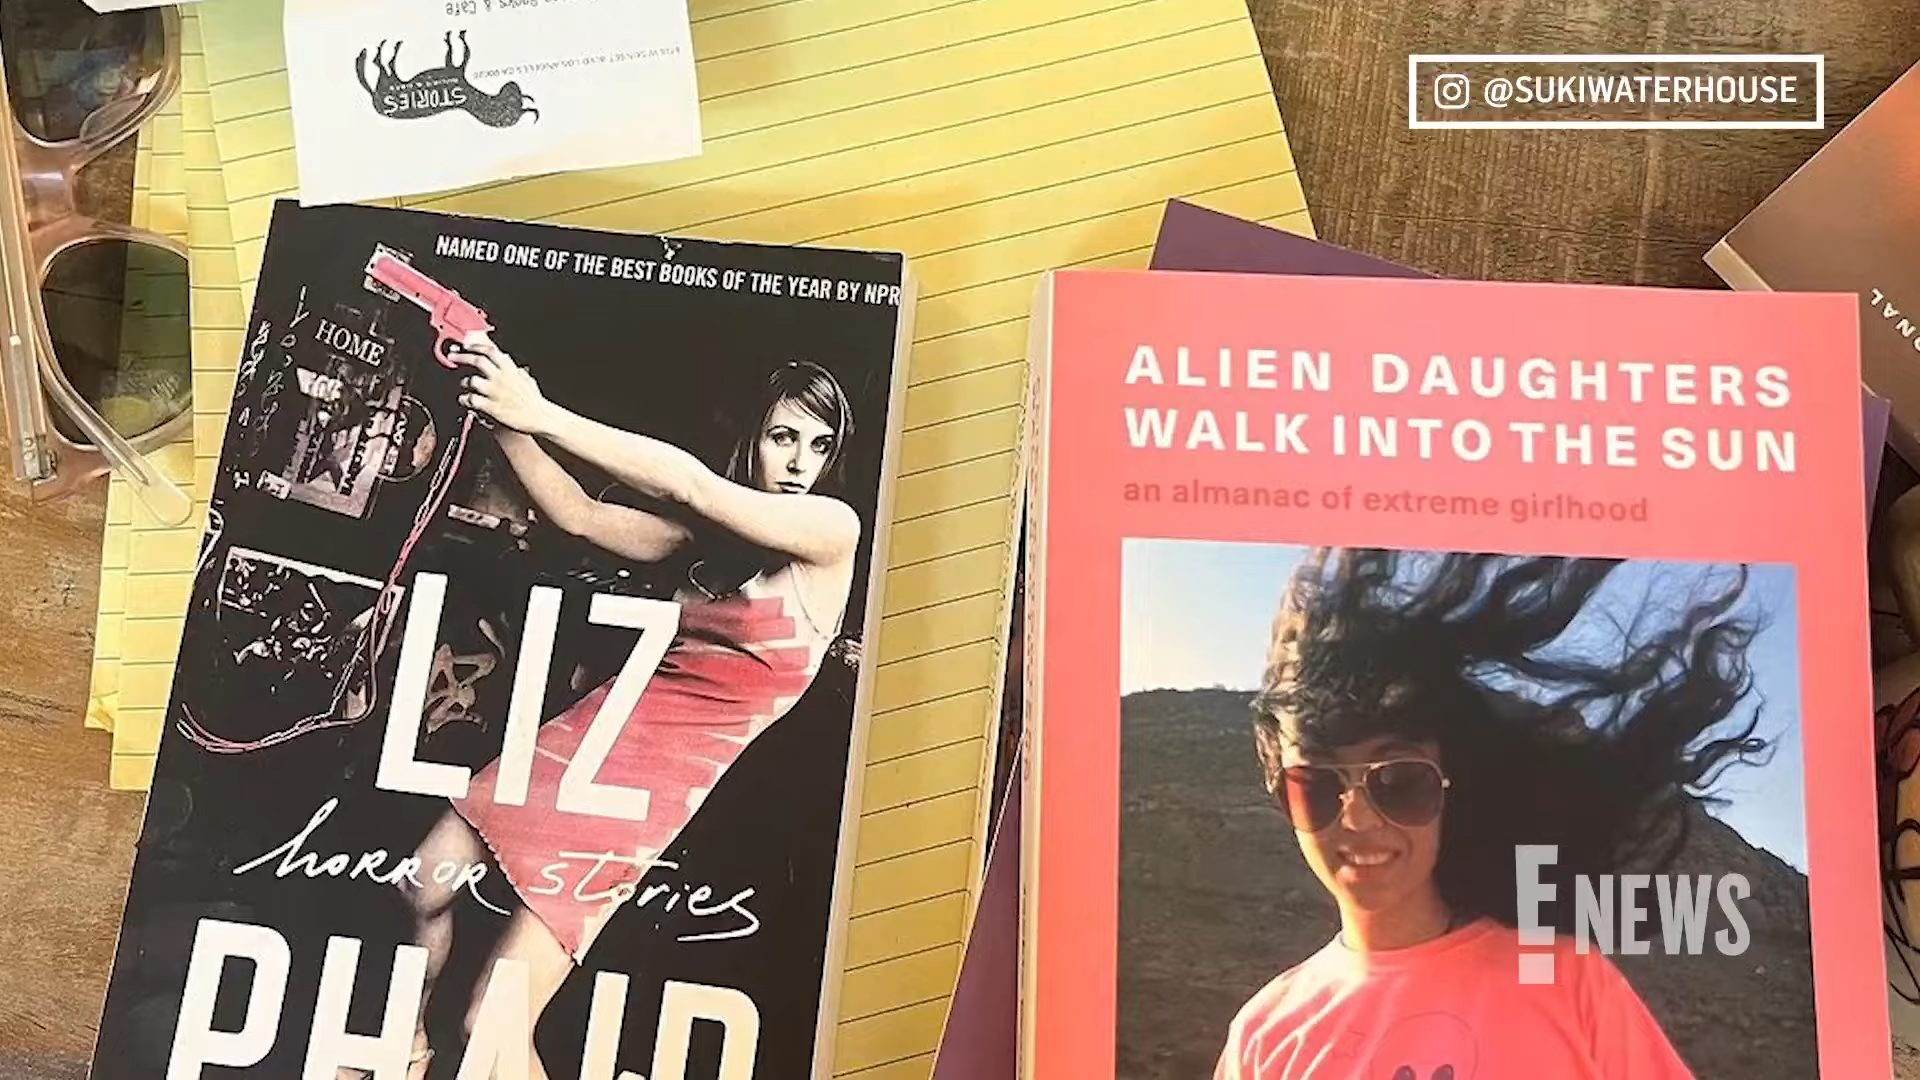 @SUKIWATERHOUSE
Books & Cafe
STORIES
NAMED ONE OF THE BEST BOOKS OF THE YEAR BY NPR
HOME
LIZ
horror stories
PHAIR
ALIEN DAUGHTERS
WALK INTO THE SUN
an almanac of extreme girlhood
E! NEWS